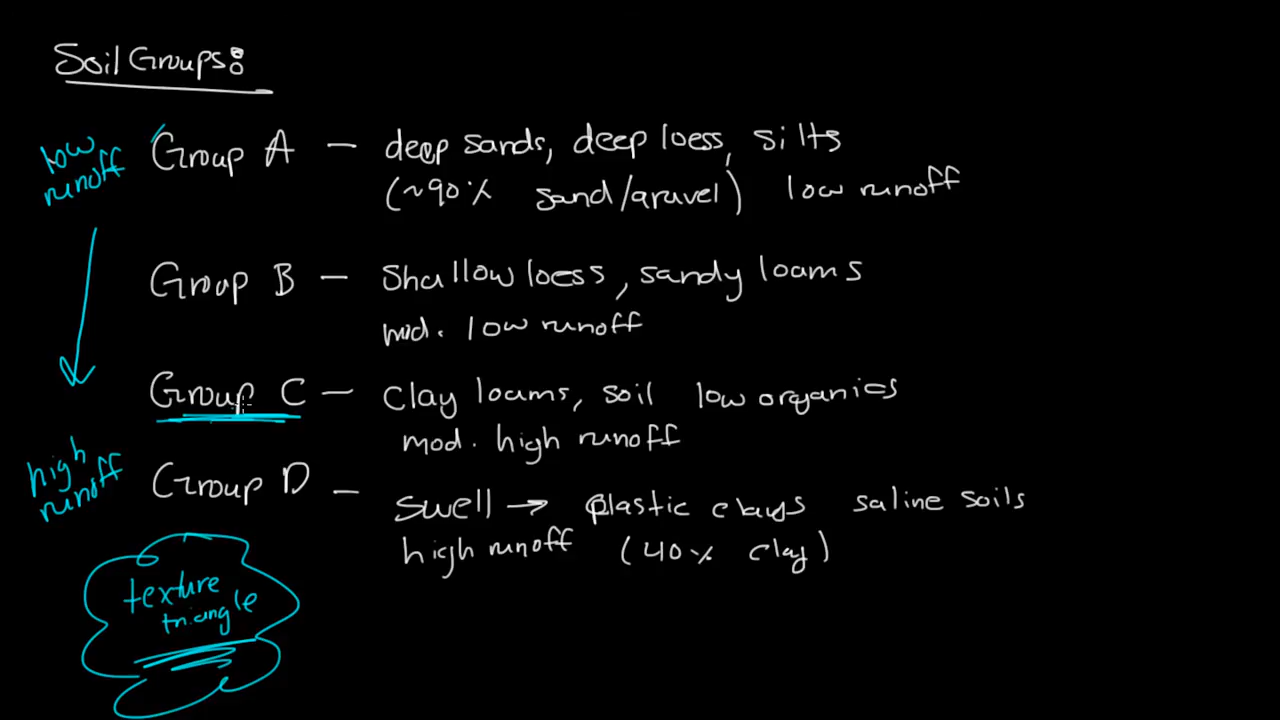 Soil Groups:
low runoff
Group A — deep sands, deep loess, silts
(~90% sand/gravel) low runoff
Group B — Shallow loess, sandy loams
mod. low runoff
Group C — Clay loams, soil low organics
mod. high runoff
high runoff
Group D — swell → plastic clays saline soils
high runoff (40% clay)
texture
triangle